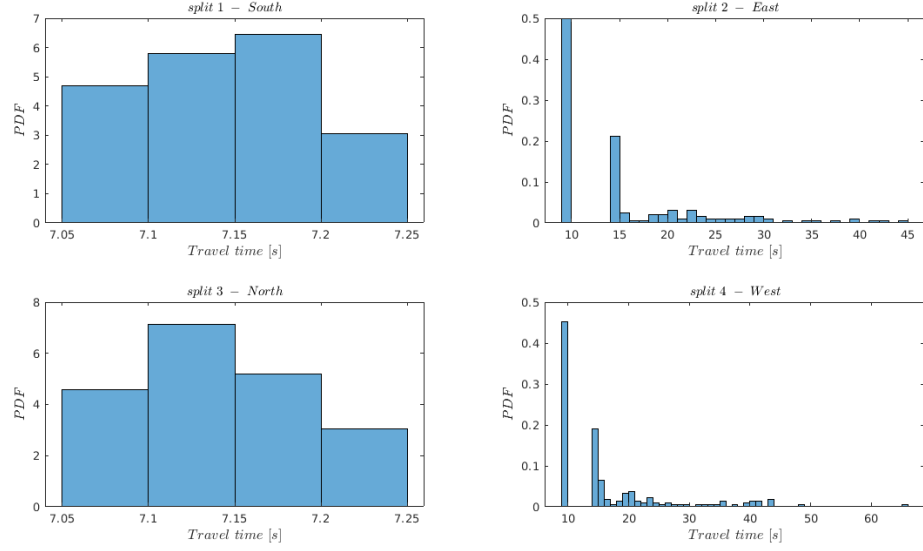 split 1 − South
7
6
5
4
3
2
1
0
PDF
7.05 7.1 7.15 7.2 7.25
Travel time [s]
split 2 − East
0.5
0.4
0.3
0.2
0.1
0
PDF
10 15 20 25 30 35 40 45
Travel time [s]
split 3 − North
8
6
4
2
0
PDF
7.05 7.1 7.15 7.2 7.25
Travel time [s]
split 4 − West
0.5
0.4
0.3
0.2
0.1
0
PDF
10 20 30 40 50 60
Travel time [s]